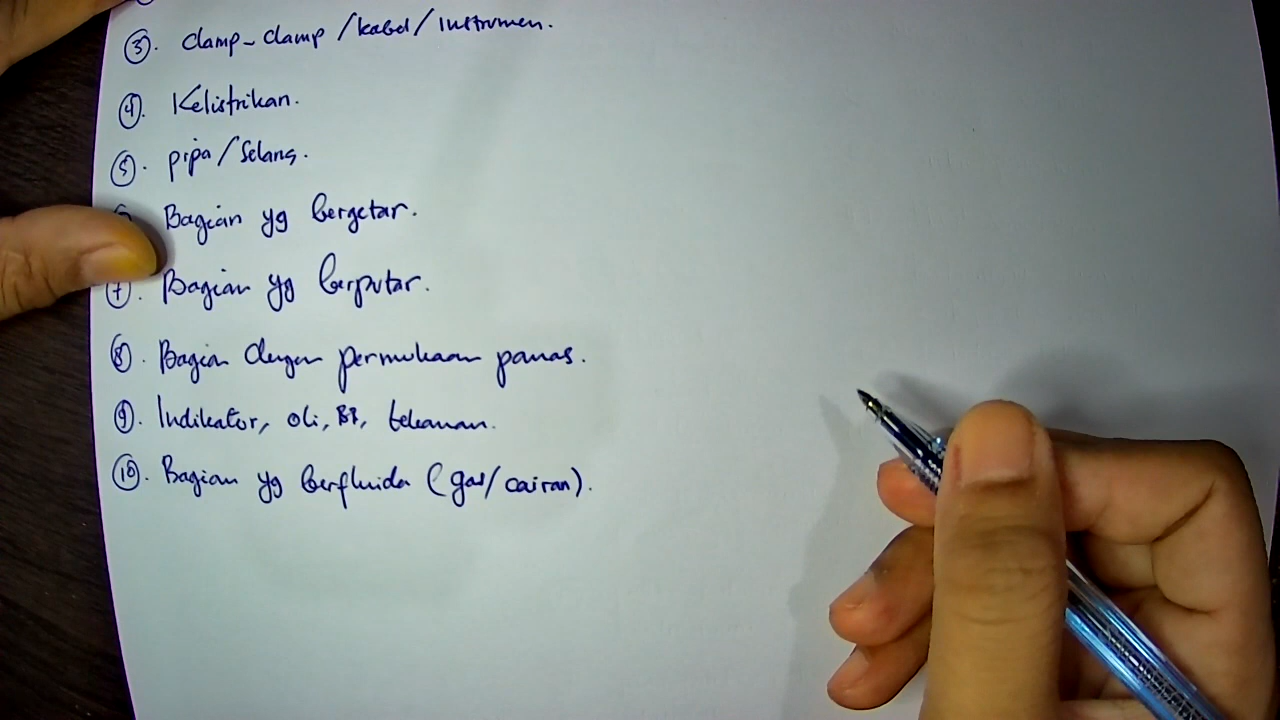 3. Clamp-clamp / kabel / instrumen.
4. Kelistrikan.
5. pipa / Selang.
Bagian yg bergetar.
7. Bagian yg berputar.
8. Bagian dengan permukaan panas.
9. Indikator, oli, BB, tekanan.
10. Bagian yg berfluida (gas/cairan).